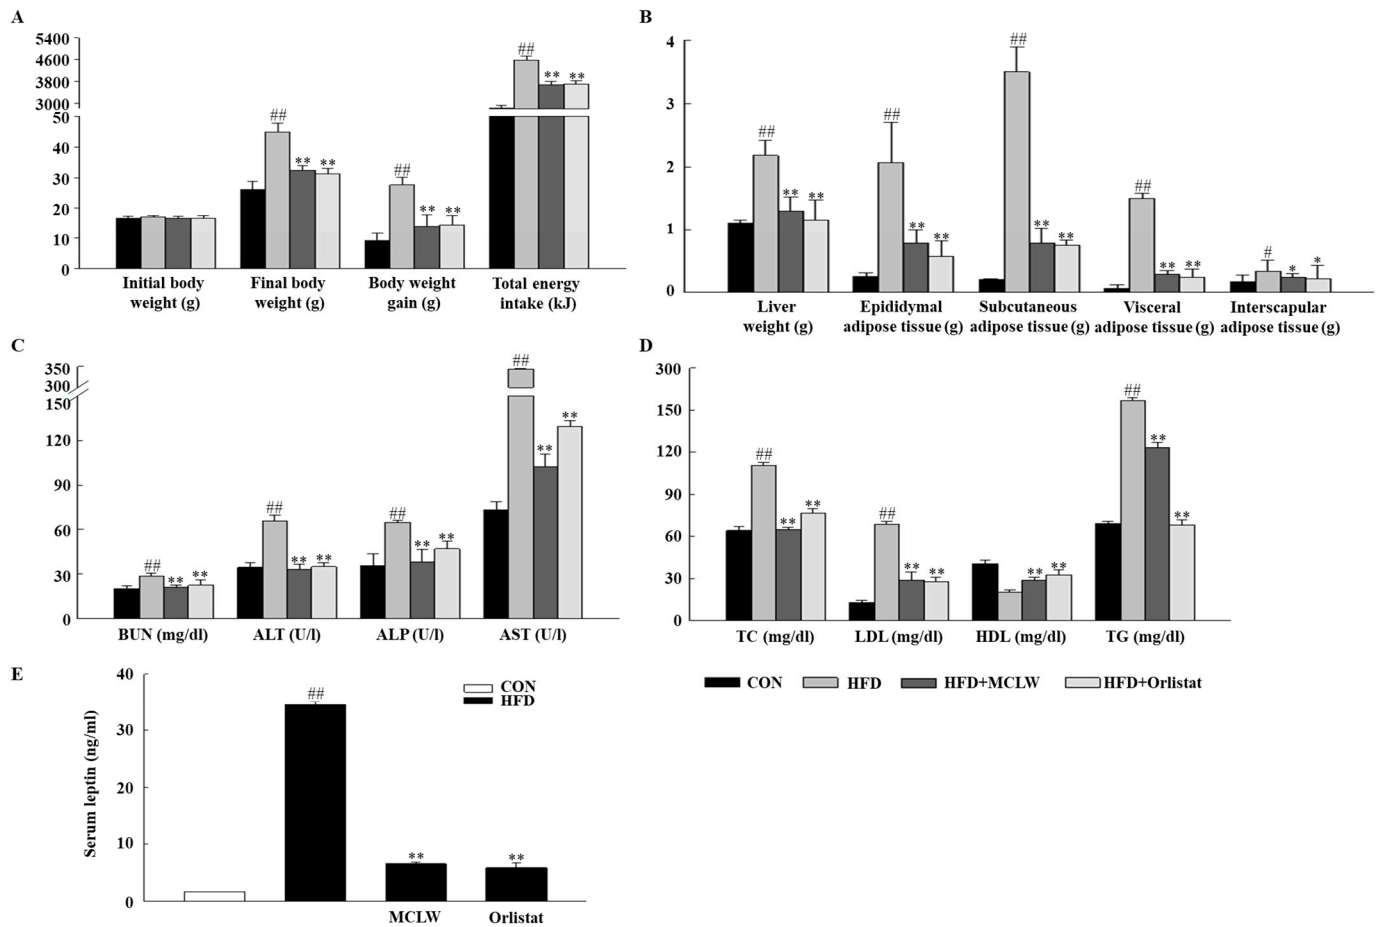 A
5400
4600
3800
3000
50
40
30
20
10
0
##
**
**
##
**
**
##
**
**
Initial body
weight (g)
Final body
weight (g)
Body weight
gain (g)
Total energy
intake (kJ)
B
4
3
2
1
0
##
**
**
##
**
**
##
**
**
##
**
**
#
*
*
Liver
weight (g)
Epididymal
adipose tissue (g)
Subcutaneous
adipose tissue (g)
Visceral
adipose tissue (g)
Interscapular
adipose tissue (g)
C
350
300
150
120
90
60
30
0
##
**
**
##
**
**
##
**
**
##
**
**
BUN (mg/dl)
ALT (U/l)
ALP (U/l)
AST (U/l)
D
300
150
120
90
60
30
0
##
**
**
##
**
**
**
**
##
**
**
TC (mg/dl)
LDL (mg/dl)
HDL (mg/dl)
TG (mg/dl)
CON
HFD
HFD+MCLW
HFD+Orlistat
E
Serum leptin (ng/ml)
40
30
20
10
0
##
**
**
CON
HFD
MCLW
Orlistat